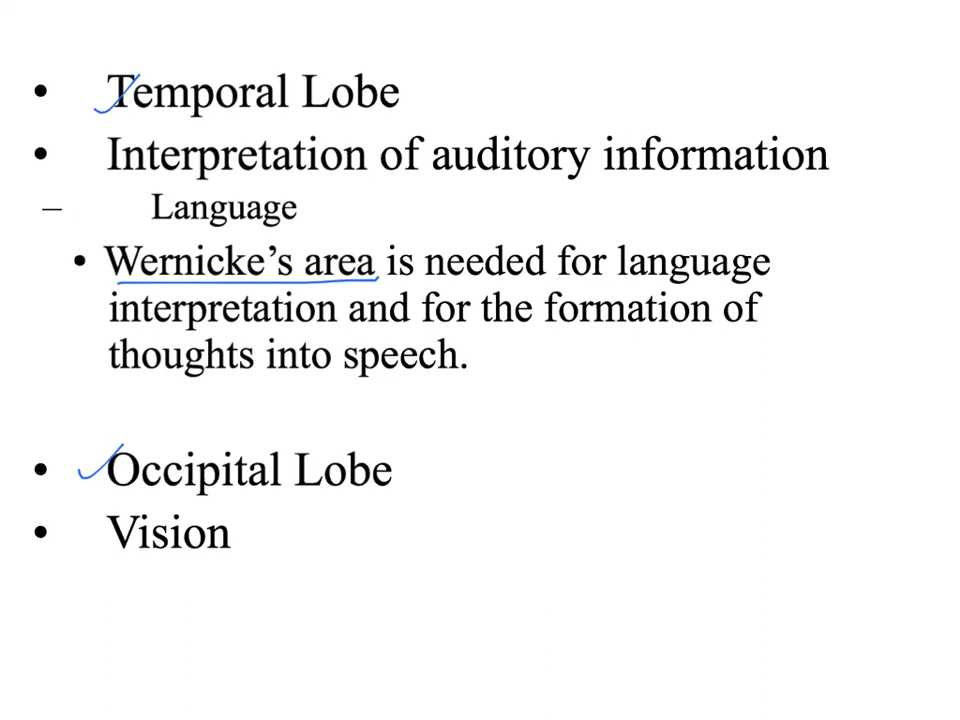 • Temporal Lobe
• Interpretation of auditory information
– Language
• Wernicke’s area is needed for language
interpretation and for the formation of
thoughts into speech.
• Occipital Lobe
• Vision